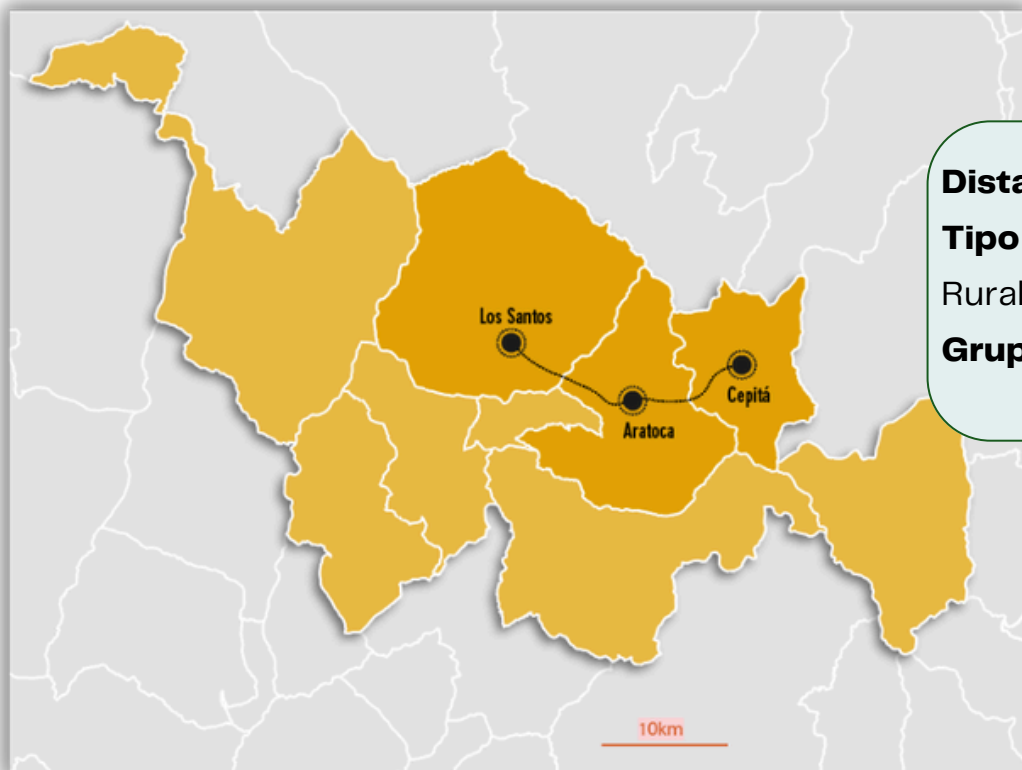 Los Santos
Cepitá
Aratoca
Dista
Tipo
Rural
Grup
10km